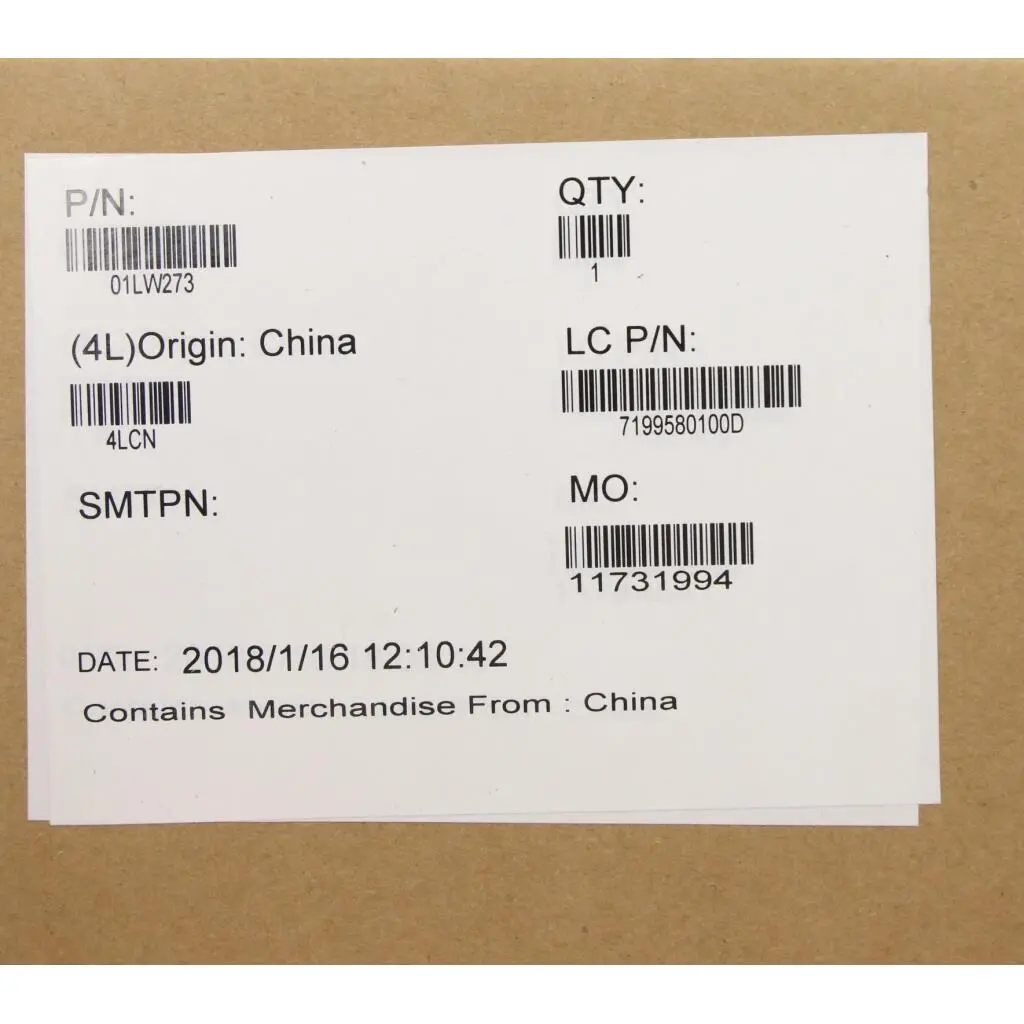 P/N:
01LW273
QTY:
1
(4L)Origin: China
4LCN
LC P/N:
7199580100D
SMTPN:
MO:
11731994
DATE: 2018/1/16 12:10:42
Contains Merchandise From : China